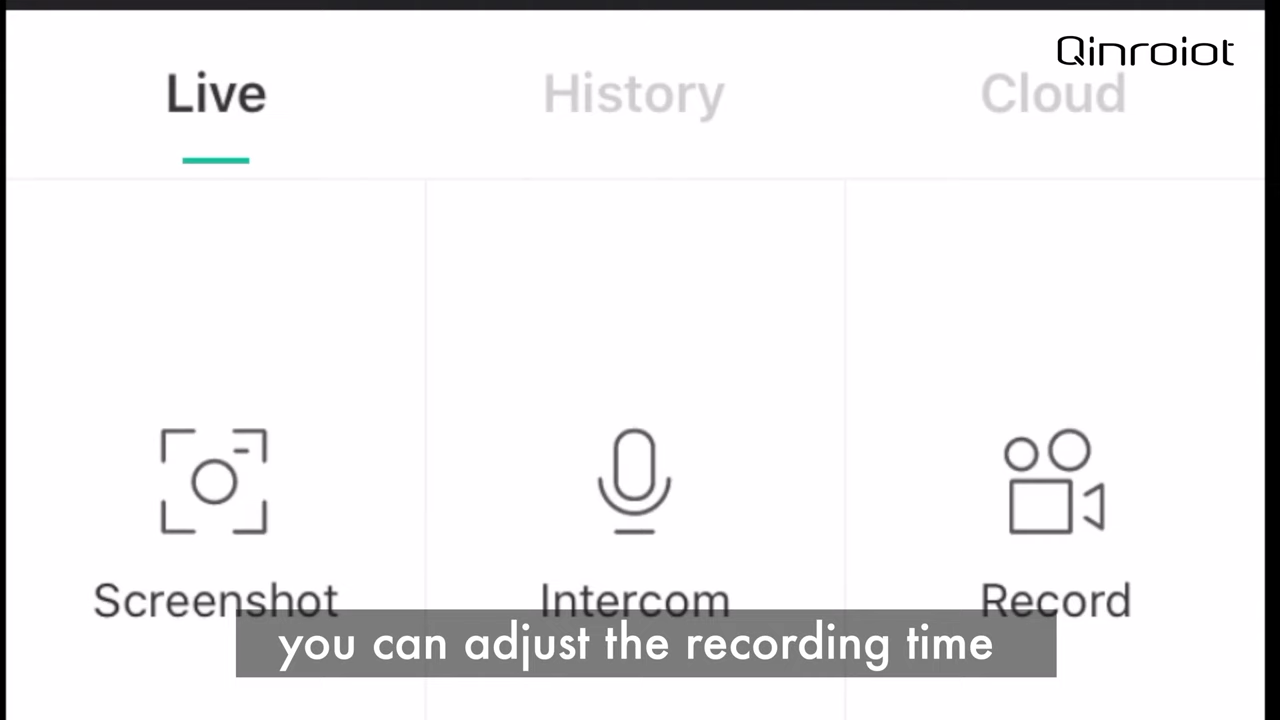 Qinroiot
Live History Cloud
Screenshot Intercom Record
you can adjust the recording time